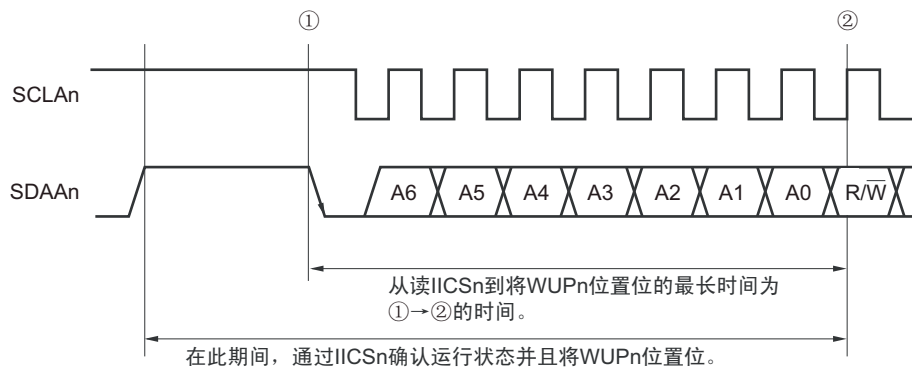 ① ②
SCLAn
SDAAn A6 A5 A4 A3 A2 A1 A0 R/W̅
从读IICSn到将WUPn位置位的最长时间为
①→②的时间。
在此期间，通过IICSn确认运行状态并且将WUPn位置位。